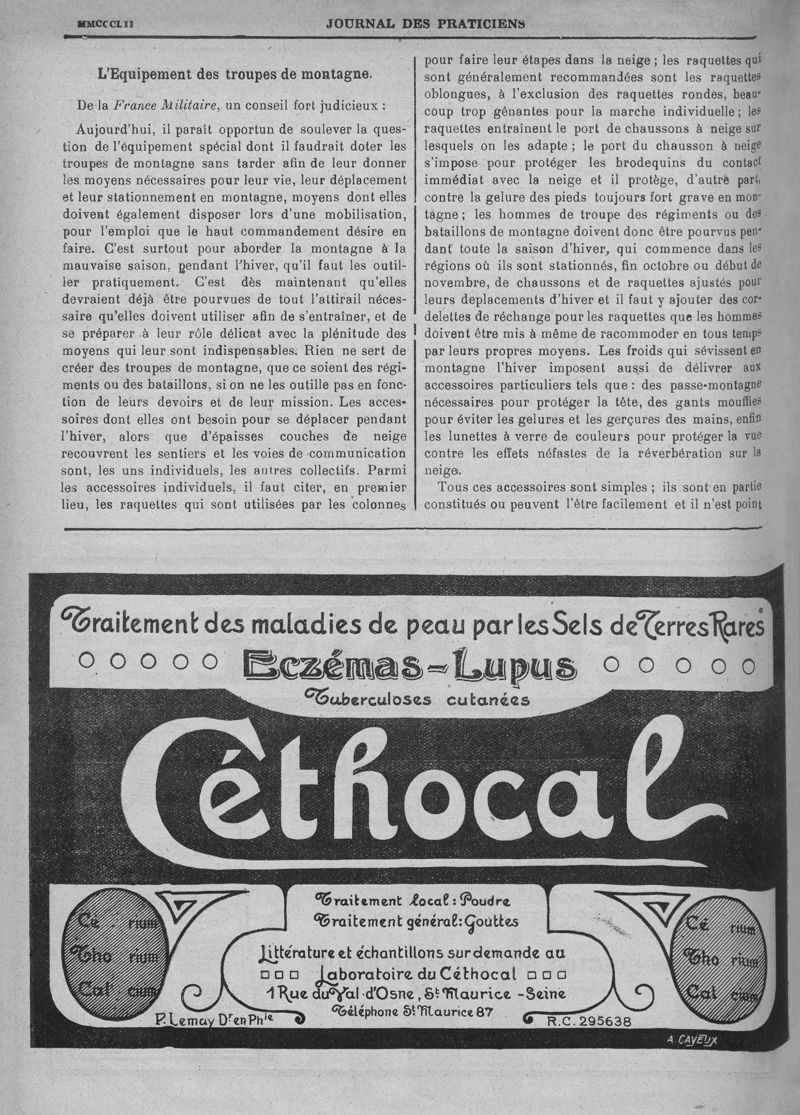 MMCCCLII
JOURNAL DES PRATICIENS
L'Equipement des troupes de montagne.
De la France Militaire, un conseil fort judicieux :
Aujourd'hui, il paraît opportun de soulever la ques-
tion de l'équipement spécial dont il faudrait doter les
troupes de montagne sans tarder afin de leur donner
les moyens nécessaires pour leur vie, leur déplacement
et leur stationnement en montagne, moyens dont elles
doivent également disposer lors d'une mobilisation,
pour l'emploi que le haut commandement désire en
faire. C'est surtout pour aborder la montagne à la
mauvaise saison, pendant l'hiver, qu'il faut les outil-
ler pratiquement. C'est dès maintenant qu'elles
devraient déjà être pourvues de tout l'attirail néces-
saire qu'elles doivent utiliser afin de s'entraîner, et de
se préparer à leur rôle délicat avec la plénitude des
moyens qui leur sont indispensables. Rien ne sert de
créer des troupes de montagne, que ce soient des régi-
ments ou des bataillons, si on ne les outille pas en fonc-
tion de leurs devoirs et de leur mission. Les acces-
soires dont elles ont besoin pour se déplacer pendant
l'hiver, alors que d'épaisses couches de neige
recouvrent les sentiers et les voies de communication
sont, les uns individuels, les autres collectifs. Parmi
les accessoires individuels, il faut citer, en premier
lieu, les raquettes qui sont utilisées par les colonnes
pour faire leur étapes dans la neige ; les raquettes qui
sont généralement recommandées sont les raquettes
oblongues, à l'exclusion des raquettes rondes, beau-
coup trop gênantes pour la marche individuelle ; les
raquettes entraînent le port de chaussons à neige sur
lesquels on les adapte ; le port du chausson à neige
s'impose pour protéger les brodequins du contact
immédiat avec la neige et il protège, d'autre part,
contre la gelure des pieds toujours fort grave en mon-
tagne ; les hommes de troupe des régiments ou des
bataillons de montagne doivent donc être pourvus pen-
dant toute la saison d'hiver, qui commence dans les
régions où ils sont stationnés, fin octobre ou début de
novembre, de chaussons et de raquettes ajustés pour
leurs deplacements d'hiver et il faut y ajouter des cor-
delettes de réchange pour les raquettes que les hommes
doivent être mis à même de racommoder en tous temps
par leurs propres moyens. Les froids qui sévissent en
montagne l'hiver imposent aussi de délivrer aux
accessoires particuliers tels que : des passe-montagne
nécessaires pour protéger la tête, des gants moufflés
pour éviter les gelures et les gerçures des mains, enfin
les lunettes à verre de couleurs pour protéger la vue
contre les effets néfastes de la réverbération sur la
neige.
Tous ces accessoires sont simples ; ils sont en partie
constitués ou peuvent l'être facilement et il n'est point
Traitement des maladies de peau par les Sels de Terres Rares
Eczémas - Lupus
Tuberculoses cutanées
Céthocal
Cé rium
Tho rium
Cal cium
Traitement local : Poudre
Traitement général : Gouttes
Littérature et échantillons sur demande au
Laboratoire du Céthocal
1 Rue du Val d'Osne, St Maurice - Seine
Téléphone St Maurice 87
P. Lemay Dr en Phie
R.C. 295638
Cé rium
Tho rium
Cal cium
A. CAYEUX